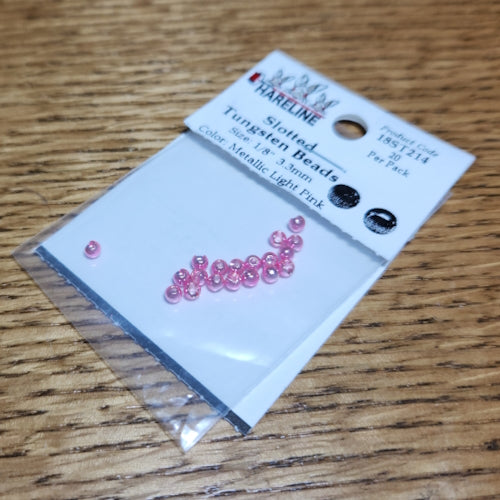 HARELINE
Slotted
Tungsten Beads
Size: 1/8" 3.3mm
Color: Metallic Light Pink
Product Code
18ST214
20
Per Pack